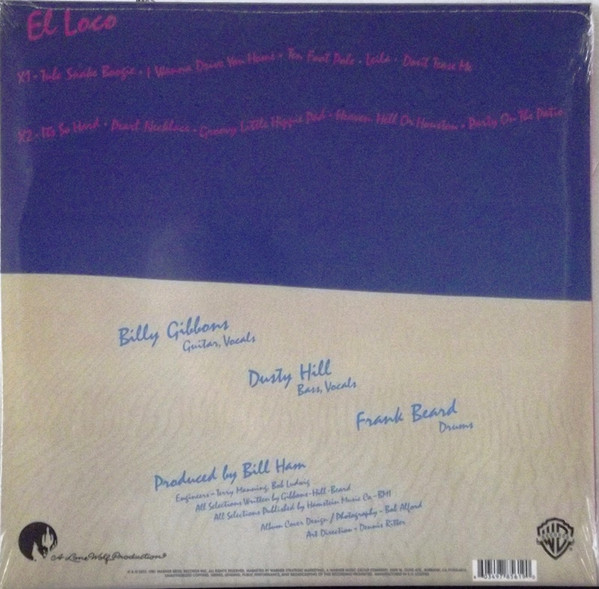 El Loco
X1 • Tube Snake Boogie • I Wanna Drive You Home • Ten Foot Pole • Leila • Don't Tease Me
X2 • It's So Hard • Pearl Necklace • Groovy Little Hippie Pad • Heaven Hell Or Houston • Party On The Patio
Billy Gibbons
Guitar, Vocals
Dusty Hill
Bass, Vocals
Frank Beard
Drums
Produced by Bill Ham
Engineers • Terry Manning, Bob Ludwig
All Selections Written by Gibbons-Hill-Beard
All Selections Published by Hamstein Music Co.-BMI
Album Cover Design / Photography • Bob Alford
Art Direction • Dennis Ritter
A Lone Wolf Production®